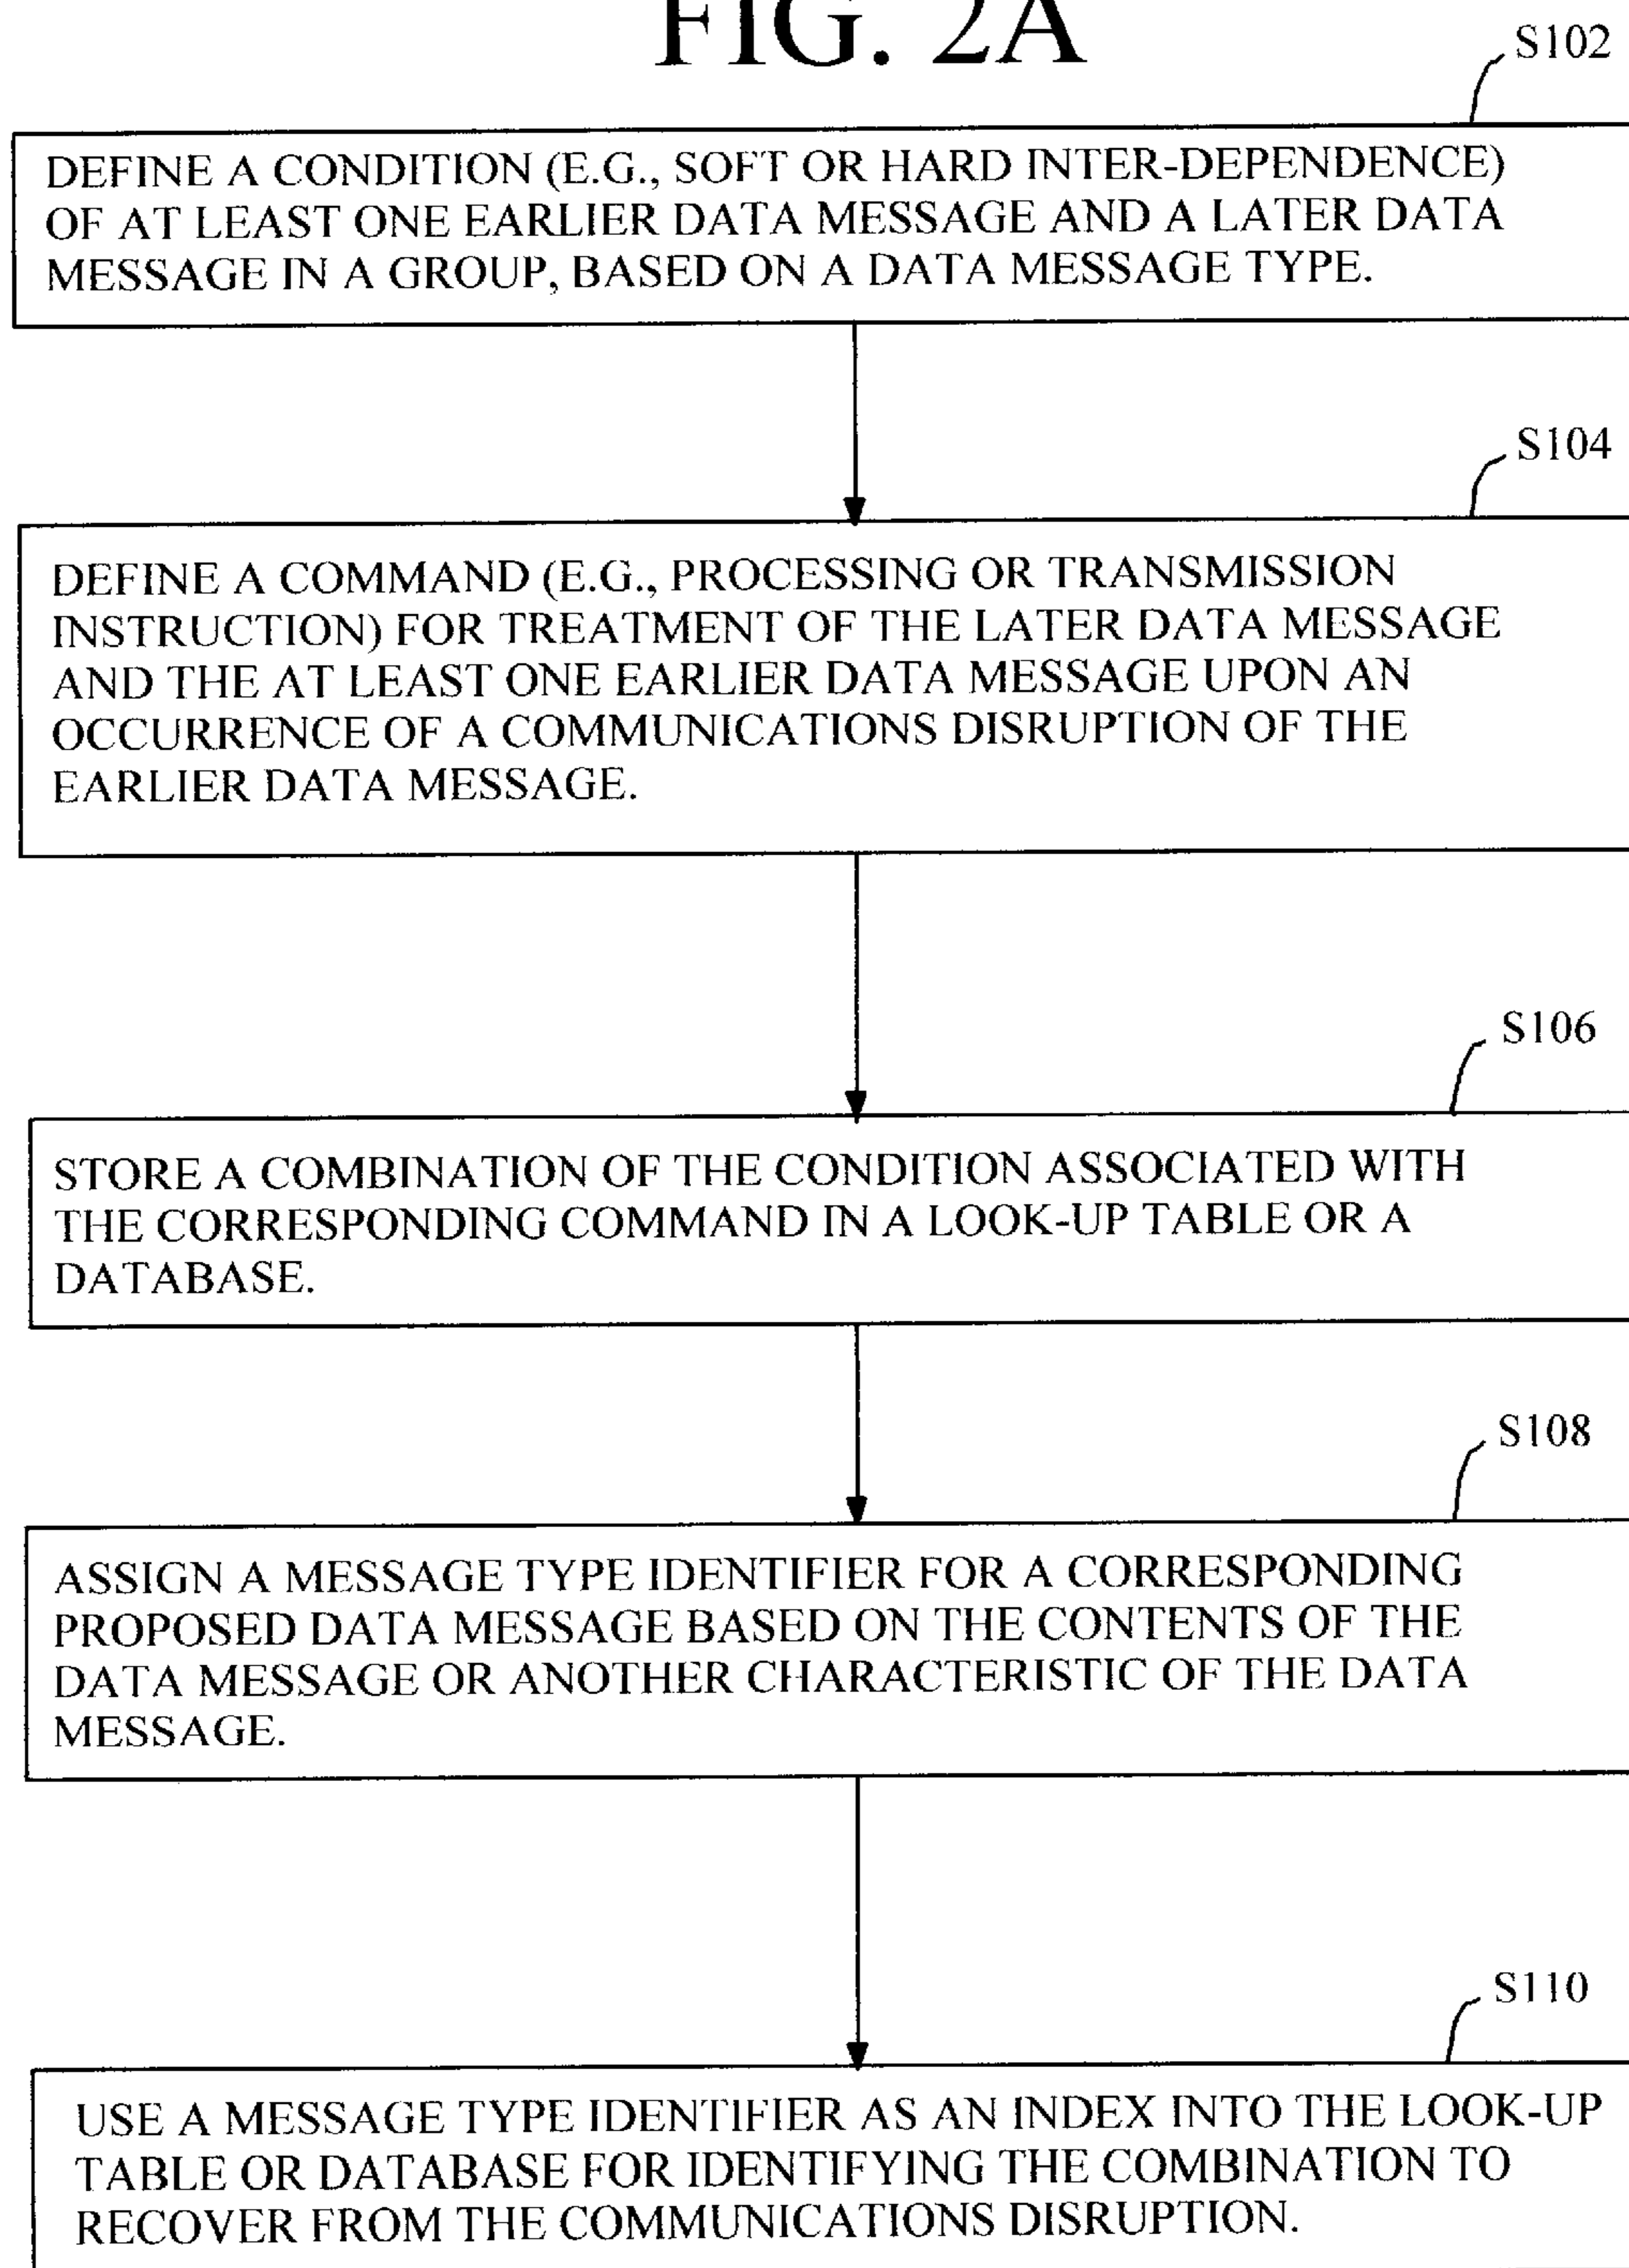 FIG. 2A
S102
DEFINE A CONDITION (E.G., SOFT OR HARD INTER-DEPENDENCE)
OF AT LEAST ONE EARLIER DATA MESSAGE AND A LATER DATA
MESSAGE IN A GROUP, BASED ON A DATA MESSAGE TYPE.
S104
DEFINE A COMMAND (E.G., PROCESSING OR TRANSMISSION
INSTRUCTION) FOR TREATMENT OF THE LATER DATA MESSAGE
AND THE AT LEAST ONE EARLIER DATA MESSAGE UPON AN
OCCURRENCE OF A COMMUNICATIONS DISRUPTION OF THE
EARLIER DATA MESSAGE.
S106
STORE A COMBINATION OF THE CONDITION ASSOCIATED WITH
THE CORRESPONDING COMMAND IN A LOOK-UP TABLE OR A
DATABASE.
S108
ASSIGN A MESSAGE TYPE IDENTIFIER FOR A CORRESPONDING
PROPOSED DATA MESSAGE BASED ON THE CONTENTS OF THE
DATA MESSAGE OR ANOTHER CHARACTERISTIC OF THE DATA
MESSAGE.
S110
USE A MESSAGE TYPE IDENTIFIER AS AN INDEX INTO THE LOOK-UP
TABLE OR DATABASE FOR IDENTIFYING THE COMBINATION TO
RECOVER FROM THE COMMUNICATIONS DISRUPTION.